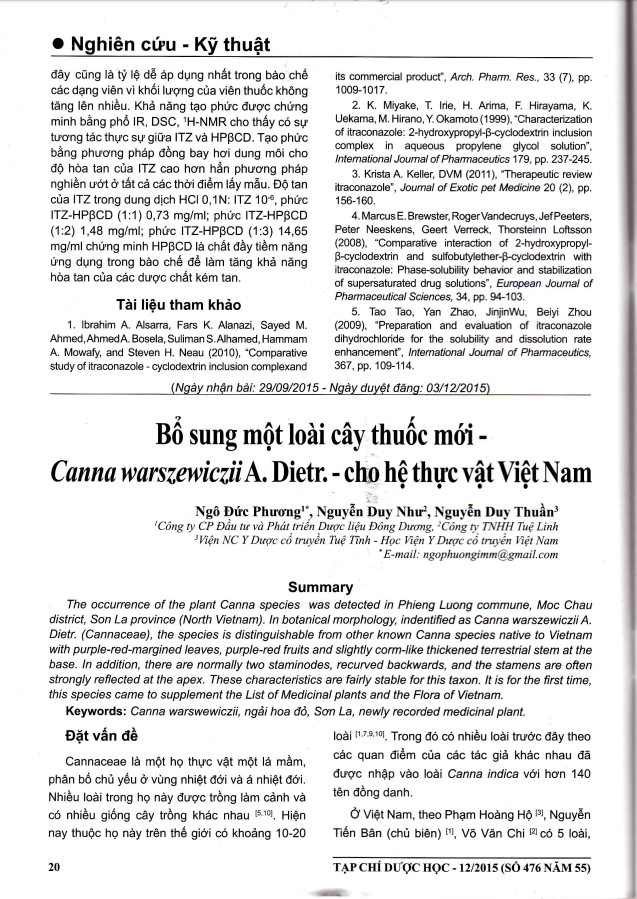 ● Nghiên cứu - Kỹ thuật
đây cũng là tỷ lệ dễ áp dụng nhất trong bào chế
các dạng viên vì khối lượng của viên thuốc không
tăng lên nhiều. Khả năng tạo phức được chứng
minh bằng phổ IR, DSC, ¹H-NMR cho thấy có sự
tương tác thực sự giữa ITZ và HPβCD. Tạo phức
bằng phương pháp đồng bay hơi dung môi cho
độ hòa tan của ITZ cao hơn hẳn phương pháp
nghiền ướt ở tất cả các thời điểm lấy mẫu. Độ tan
của ITZ trong dung dịch HCl 0,1N: ITZ 10⁻⁶, phức
ITZ-HPβCD (1:1) 0,73 mg/ml; phức ITZ-HPβCD
(1:2) 1,48 mg/ml; phức ITZ-HPβCD (1:3) 14,65
mg/ml chứng minh HPβCD là chất đầy tiềm năng
ứng dụng trong bào chế để làm tăng khả năng
hòa tan của các dược chất kém tan.
Tài liệu tham khảo
1. Ibrahim A. Alsarra, Fars K. Alanazi, Sayed M.
Ahmed, Ahmed A. Bosela, Suliman S. Alhamed, Hammam
A. Mowafy, and Steven H. Neau (2010), “Comparative
study of itraconazole - cyclodextrin inclusion complexand
its commercial product”, Arch. Pharm. Res., 33 (7), pp.
1009-1017.
2. K. Miyake, T. Irie, H. Arima, F. Hirayama, K.
Uekama, M. Hirano, Y. Okamoto (1999), “Characterization
of itraconazole: 2-hydroxypropyl-β-cyclodextrin inclusion
complex in aqueous propylene glycol solution”,
International Journal of Pharmaceutics 179, pp. 237-245.
3. Krista A. Keller, DVM (2011), “Therapeutic review
itraconazole”, Journal of Exotic pet Medicine 20 (2), pp.
156-160.
4. Marcus E. Brewster, Roger Vandecruys, Jef Peeters,
Peter Neeskens, Geert Verreck, Thorsteinn Loftsson
(2008), “Comparative interaction of 2-hydroxypropyl-
β-cyclodextrin and sulfobutylether-β-cyclodextrin with
itraconazole: Phase-solubility behavior and stabilization
of supersaturated drug solutions”, European Journal of
Pharmaceutical Sciences, 34, pp. 94-103.
5. Tao Tao, Yan Zhao, JinjinWu, Beiyi Zhou
(2009), “Preparation and evaluation of itraconazole
dihydrochloride for the solubility and dissolution rate
enhancement”, International Journal of Pharmaceutics,
367, pp. 109-114.
(Ngày nhận bài: 29/09/2015 - Ngày duyệt đăng: 03/12/2015)
Bổ sung một loài cây thuốc mới -
Canna warszewiczii A. Dietr. - cho hệ thực vật Việt Nam
Ngô Đức Phương¹*, Nguyễn Duy Như², Nguyễn Duy Thuần³
¹Công ty CP Đầu tư và Phát triển Dược liệu Đông Dương, ²Công ty TNHH Tuệ Linh
³Viện NC Y Dược cổ truyền Tuệ Tĩnh - Học Viện Y Dược cổ truyền Việt Nam
*E-mail: ngophuongimm@gmail.com
Summary
The occurrence of the plant Canna species was detected in Phieng Luong commune, Moc Chau
district, Son La province (North Vietnam). In botanical morphology, indentified as Canna warszewiczii A.
Dietr. (Cannaceae), the species is distinguishable from other known Canna species native to Vietnam
with purple-red-margined leaves, purple-red fruits and slightly corm-like thickened terrestrial stem at the
base. In addition, there are normally two staminodes, recurved backwards, and the stamens are often
strongly reflected at the apex. These characteristics are fairly stable for this taxon. It is for the first time,
this species came to supplement the List of Medicinal plants and the Flora of Vietnam.
Keywords: Canna warswewiczii, ngải hoa đỏ, Sơn La, newly recorded medicinal plant.
Đặt vấn đề
Cannaceae là một họ thực vật một lá mầm,
phân bố chủ yếu ở vùng nhiệt đới và á nhiệt đới.
Nhiều loài trong họ này được trồng làm cảnh và
có nhiều giống cây trồng khác nhau [5,10]. Hiện
nay thuộc họ này trên thế giới có khoảng 10-20
loài [1,7,9,10]. Trong đó có nhiều loài trước đây theo
các quan điểm của các tác giả khác nhau đã
được nhập vào loài Canna indica với hơn 140
tên đồng danh.
Ở Việt Nam, theo Phạm Hoàng Hộ [3], Nguyễn
Tiến Bân (chủ biên) [1], Võ Văn Chi [2] có 5 loài,
20
TẠP CHÍ DƯỢC HỌC - 12/2015 (SỐ 476 NĂM 55)